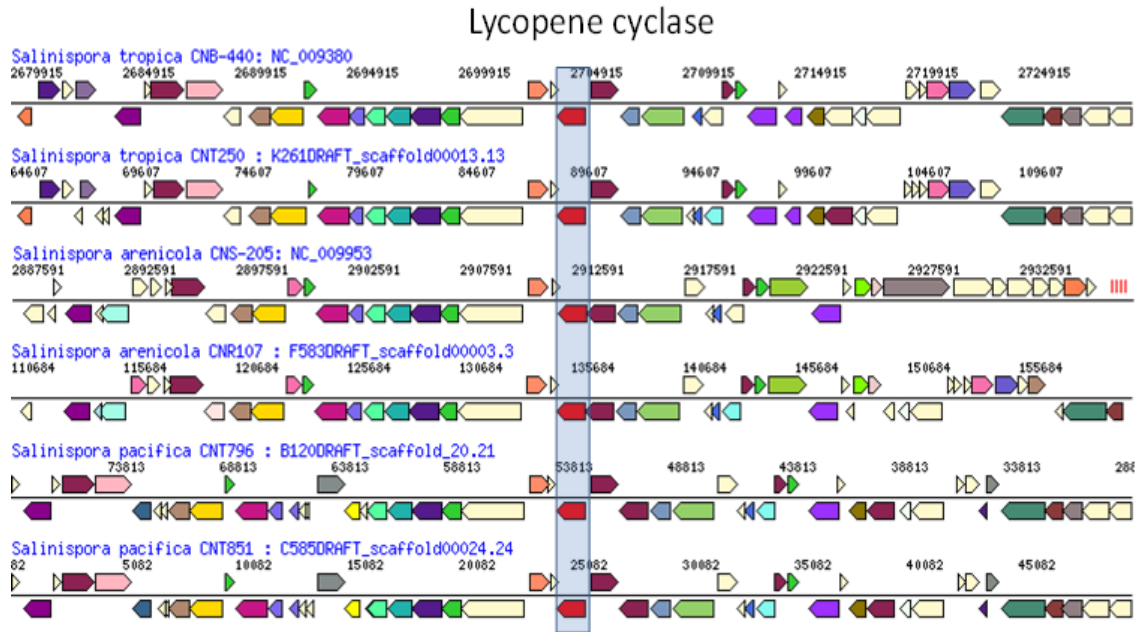 Lycopene cyclase
Salinispora tropica CNB-440: NC_009380
2679915 2684915 2689915 2694915 2699915 2704915 2709915 2714915 2719915 2724915
Salinispora tropica CNT250 : K261DRAFT_scaffold00013.13
64607 69607 74607 79607 84607 89607 94607 99607 104607 109607
Salinispora arenicola CNS-205: NC_009953
2887591 2892591 2897591 2902591 2907591 2912591 2917591 2922591 2927591 2932591
Salinispora arenicola CNR107 : F583DRAFT_scaffold00003.3
110684 115684 120684 125684 130684 135684 140684 145684 150684 155684
Salinispora pacifica CNT796 : B120DRAFT_scaffold_20.21
73813 68813 63813 58813 53813 48813 43813 38813 33813 288
Salinispora pacifica CNT851 : C585DRAFT_scaffold00024.24
82 5082 10082 15082 20082 25082 30082 35082 40082 45082